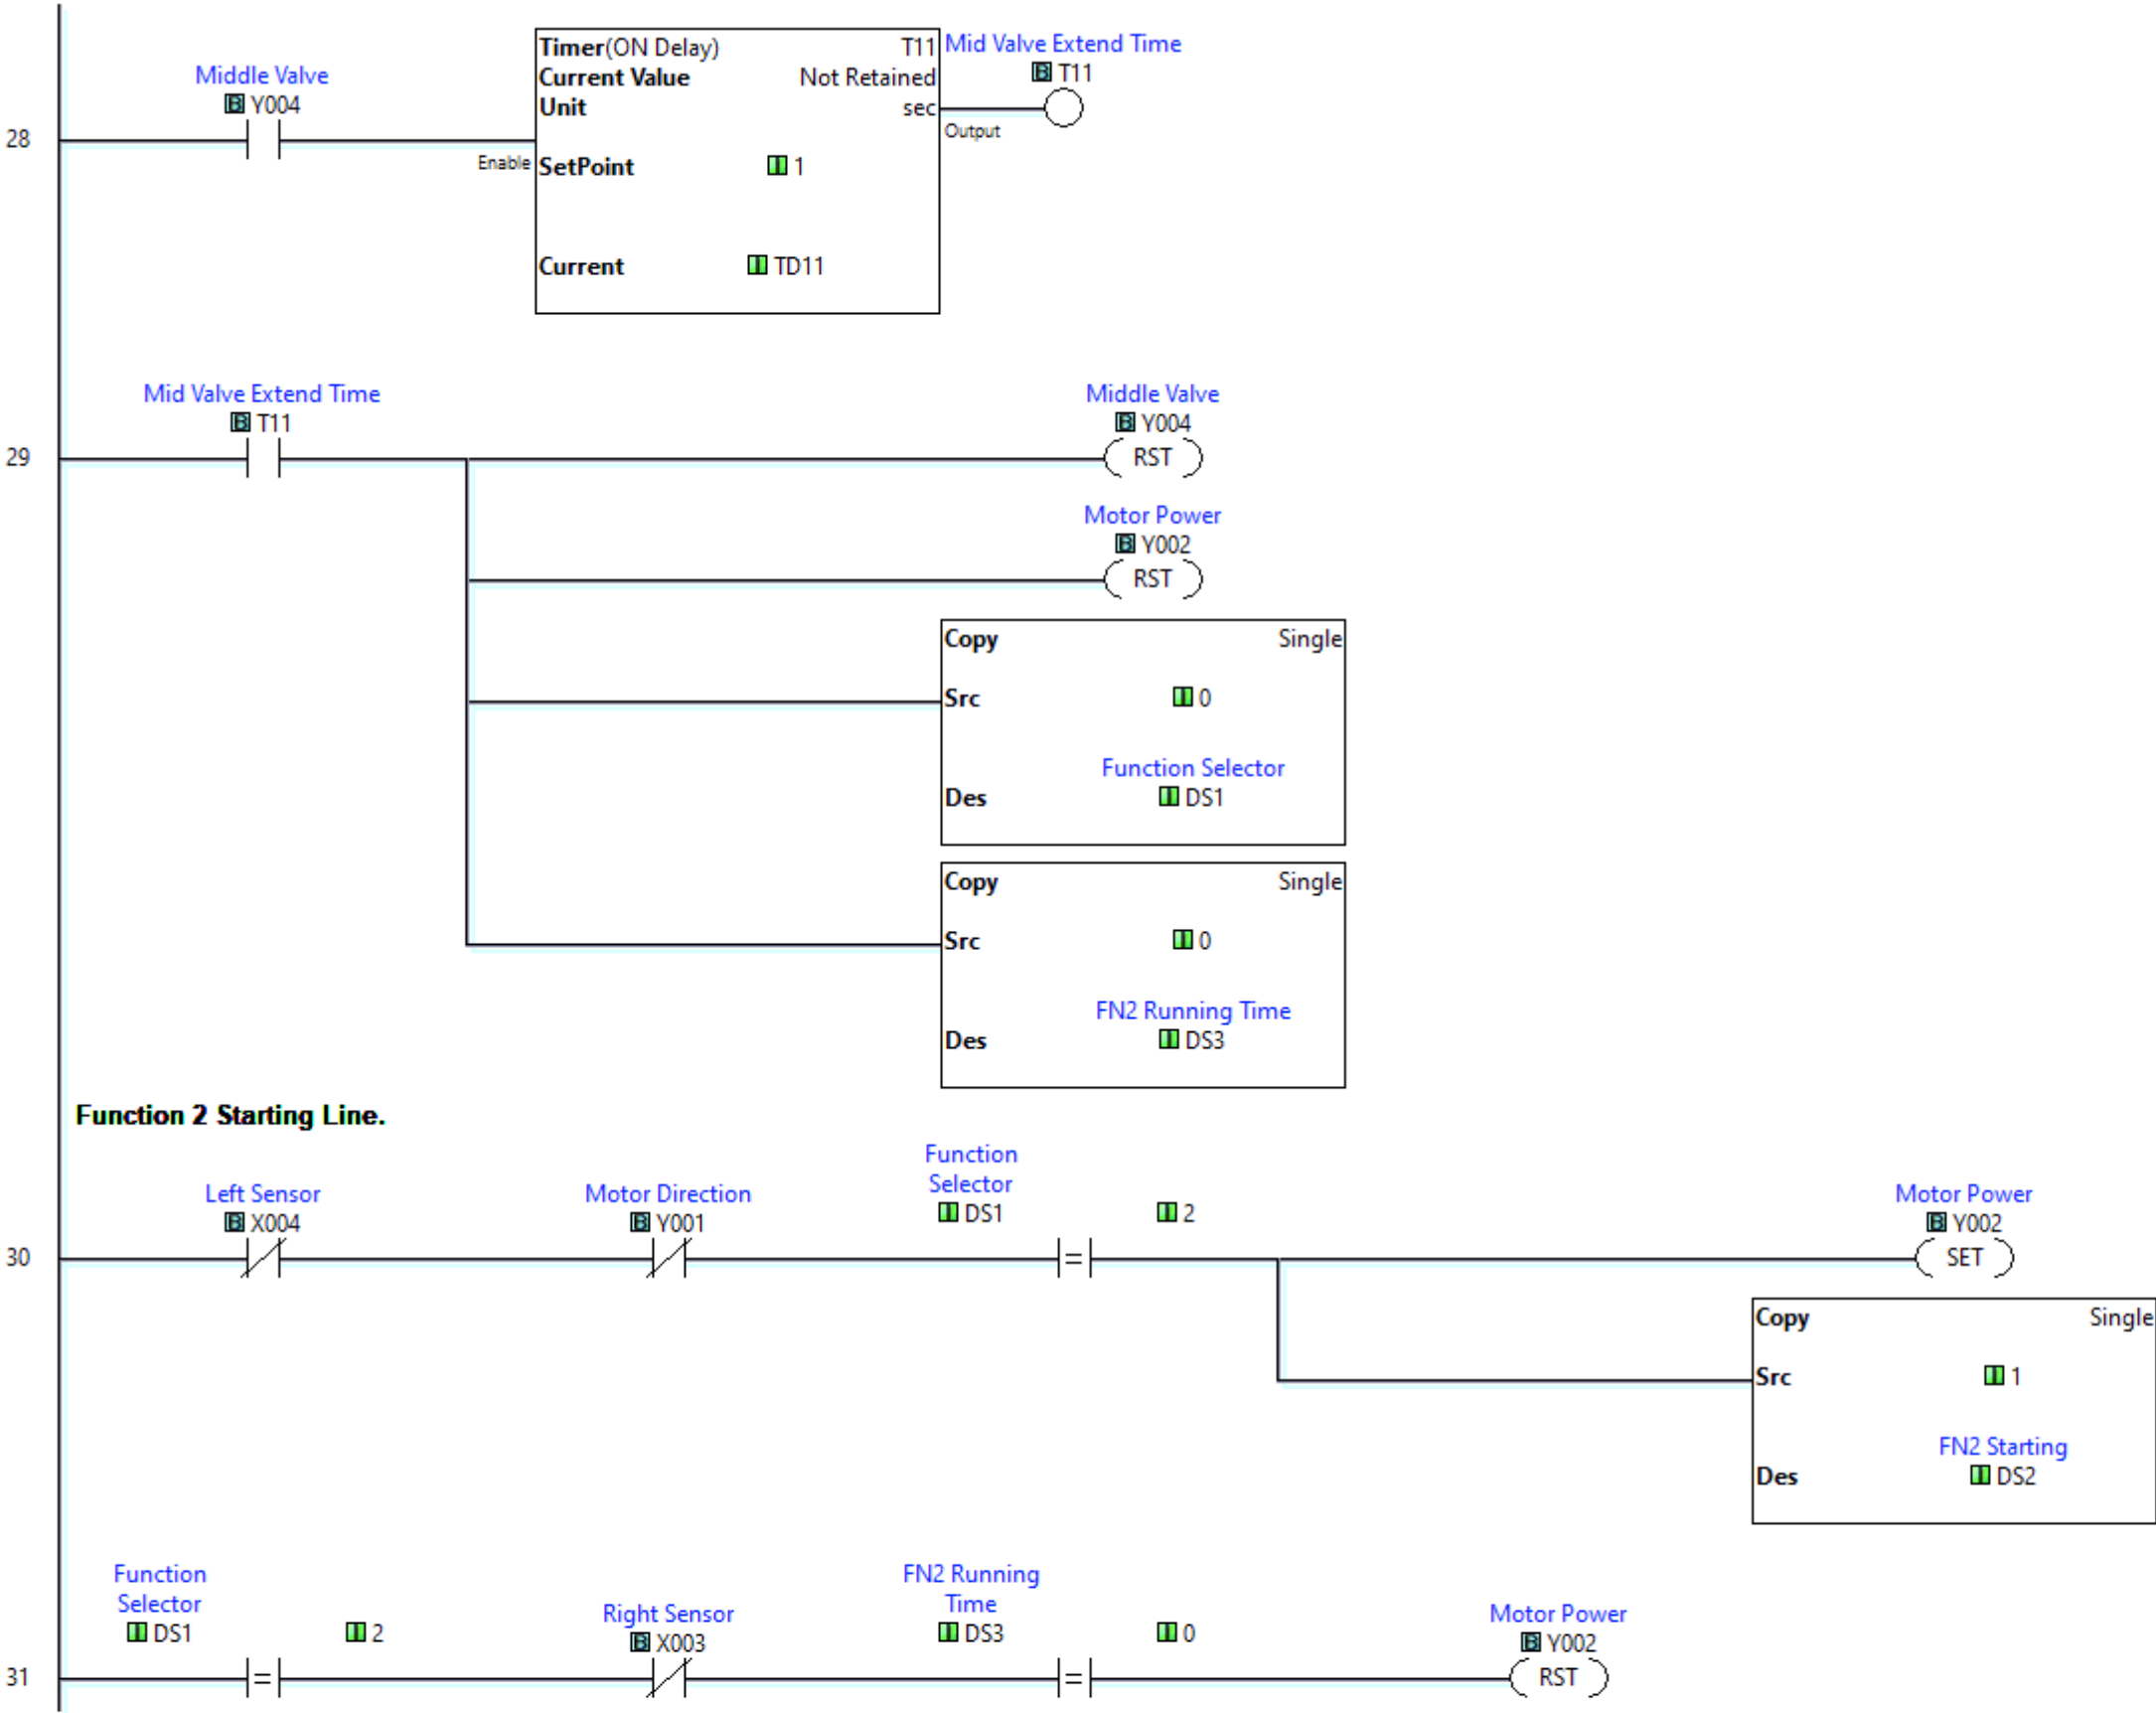 Timer(ON Delay) T11
Current Value Not Retained
Unit sec
Mid Valve Extend Time
B T11
Output
Middle Valve
B Y004
28
Enable
SetPoint 1
Current TD11
Mid Valve Extend Time
B T11
29
Middle Valve
B Y004
RST
Motor Power
B Y002
RST
Copy Single
Src 0
Function Selector
Des DS1
Copy Single
Src 0
FN2 Running Time
Des DS3
Function 2 Starting Line.
30
Left Sensor
B X004
Motor Direction
B Y001
Function
Selector
DS1 2
=
Motor Power
B Y002
SET
Copy Single
Src 1
FN2 Starting
Des DS2
31
Function
Selector
DS1 2
=
Right Sensor
B X003
FN2 Running
Time
DS3 0
=
Motor Power
B Y002
RST